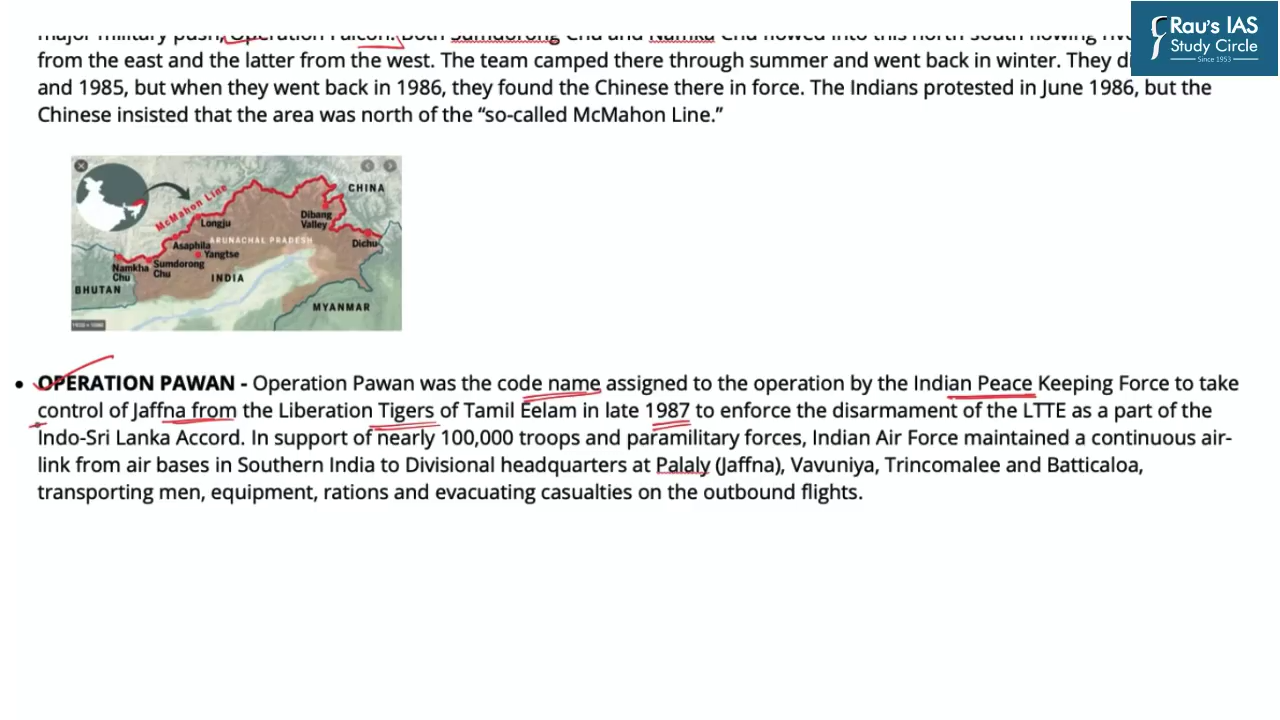 major military push, Operation Falcon. Both Sumdorong Chu and Namka Chu flowed into this north-south flowing
from the east and the latter from the west. The team camped there through summer and went back in winter. They
and 1985, but when they went back in 1986, they found the Chinese there in force. The Indians protested in June 1986, but the
Chinese insisted that the area was north of the “so-called McMahon Line.”
Rau's IAS
Study Circle
Since 1953
CHINA
McMahon Line
Longju
Dibang
Valley
Asaphila
ARUNACHAL PRADESH
Dichu
Yangtse
Namkha
Chu
Sumdorong
Chu
INDIA
BHUTAN
MYANMAR
• OPERATION PAWAN - Operation Pawan was the code name assigned to the operation by the Indian Peace Keeping Force to take
control of Jaffna from the Liberation Tigers of Tamil Eelam in late 1987 to enforce the disarmament of the LTTE as a part of the
Indo-Sri Lanka Accord. In support of nearly 100,000 troops and paramilitary forces, Indian Air Force maintained a continuous air-
link from air bases in Southern India to Divisional headquarters at Palaly (Jaffna), Vavuniya, Trincomalee and Batticaloa,
transporting men, equipment, rations and evacuating casualties on the outbound flights.